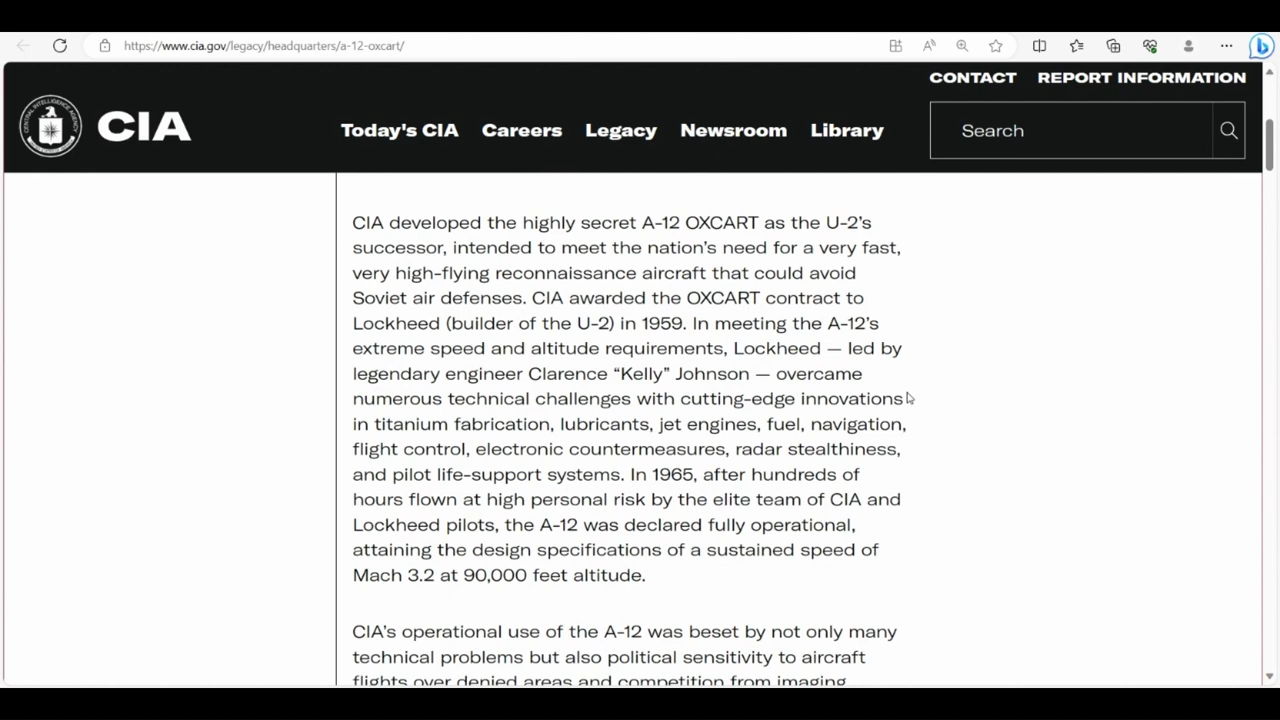 https://www.cia.gov/legacy/headquarters/a-12-oxcart/
CONTACT REPORT INFORMATION
CIA
Today's CIA Careers Legacy Newsroom Library
Search
CIA developed the highly secret A-12 OXCART as the U-2's
successor, intended to meet the nation's need for a very fast,
very high-flying reconnaissance aircraft that could avoid
Soviet air defenses. CIA awarded the OXCART contract to
Lockheed (builder of the U-2) in 1959. In meeting the A-12's
extreme speed and altitude requirements, Lockheed — led by
legendary engineer Clarence “Kelly” Johnson — overcame
numerous technical challenges with cutting-edge innovations
in titanium fabrication, lubricants, jet engines, fuel, navigation,
flight control, electronic countermeasures, radar stealthiness,
and pilot life-support systems. In 1965, after hundreds of
hours flown at high personal risk by the elite team of CIA and
Lockheed pilots, the A-12 was declared fully operational,
attaining the design specifications of a sustained speed of
Mach 3.2 at 90,000 feet altitude.
CIA's operational use of the A-12 was beset by not only many
technical problems but also political sensitivity to aircraft
flights over denied areas and competition from imaging